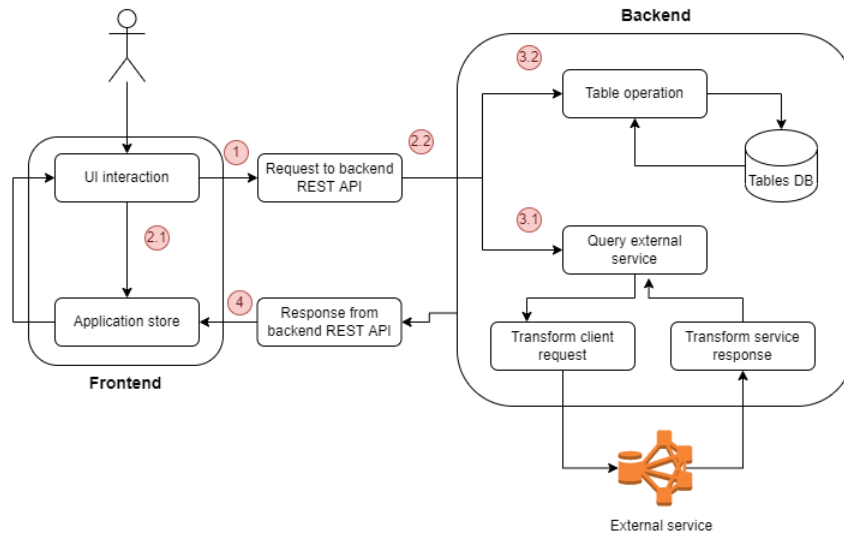 Backend
3.2
Table operation
1
2.2
UI interaction
Request to backend
REST API
Tables DB
3.1
2.1
Query external
service
4
Application store
Response from
backend REST API
Transform client
request
Transform service
response
Frontend
External service